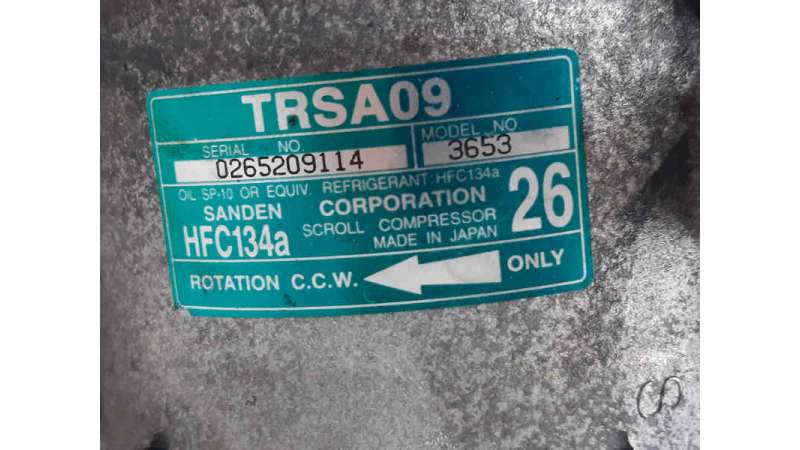 TRSA09
SERIAL NO. MODEL NO
0265209114 3653
OIL SP-10 OR EQUIV. REFRIGERANT:HFC134a
SANDEN CORPORATION 26
HFC134a SCROLL COMPRESSOR
MADE IN JAPAN
ROTATION C.C.W. ONLY
S